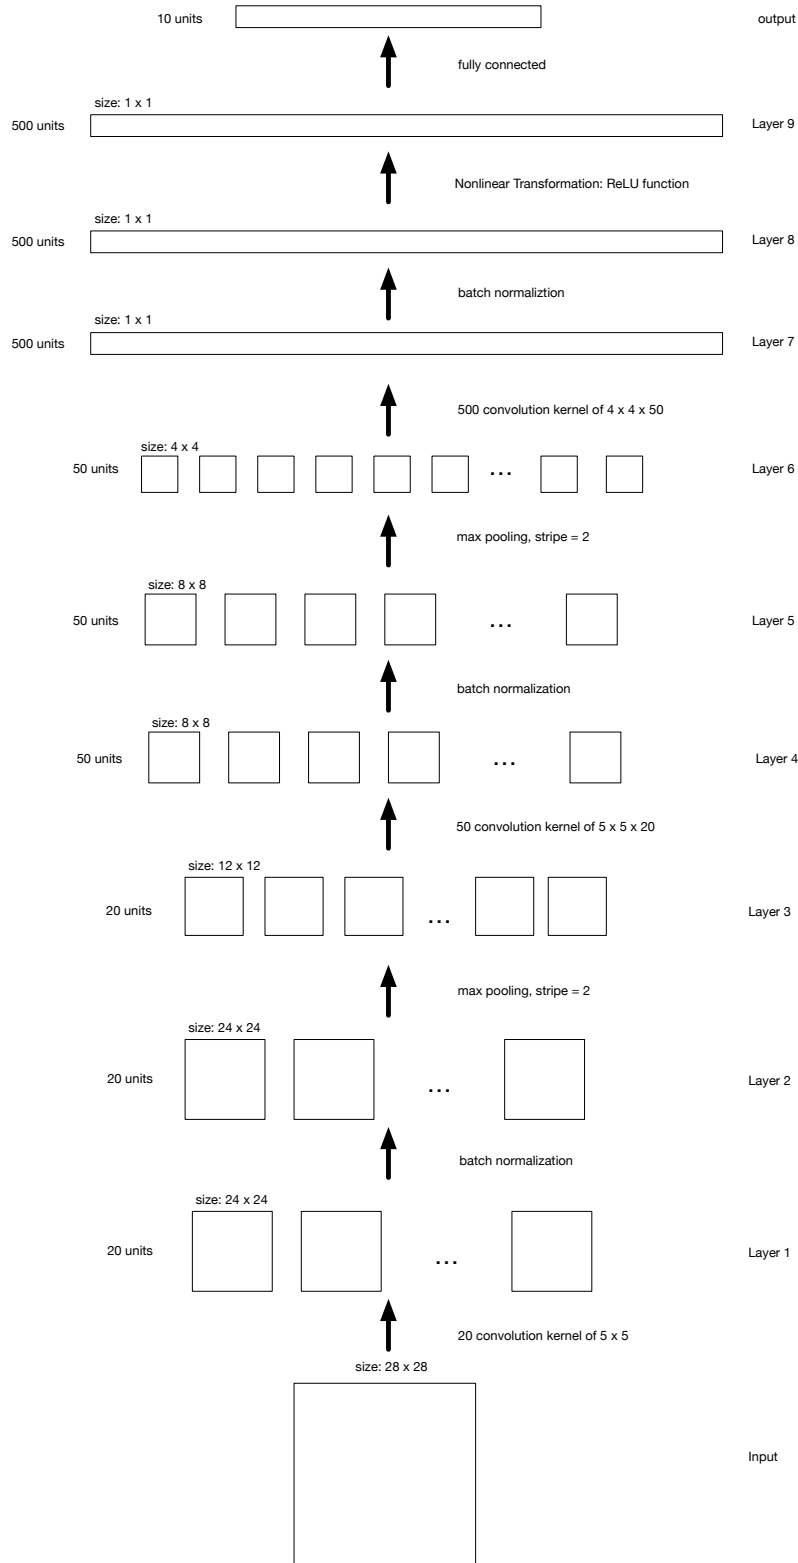 10 units
output
fully connected
size: 1 x 1
500 units
Layer 9
Nonlinear Transformation: ReLU function
size: 1 x 1
500 units
Layer 8
batch normaliztion
size: 1 x 1
500 units
Layer 7
500 convolution kernel of 4 x 4 x 50
size: 4 x 4
50 units
...
Layer 6
max pooling, stripe = 2
size: 8 x 8
50 units
...
Layer 5
batch normalization
size: 8 x 8
50 units
...
Layer 4
50 convolution kernel of 5 x 5 x 20
size: 12 x 12
20 units
...
Layer 3
max pooling, stripe = 2
size: 24 x 24
20 units
...
Layer 2
batch normalization
size: 24 x 24
20 units
...
Layer 1
20 convolution kernel of 5 x 5
size: 28 x 28
Input